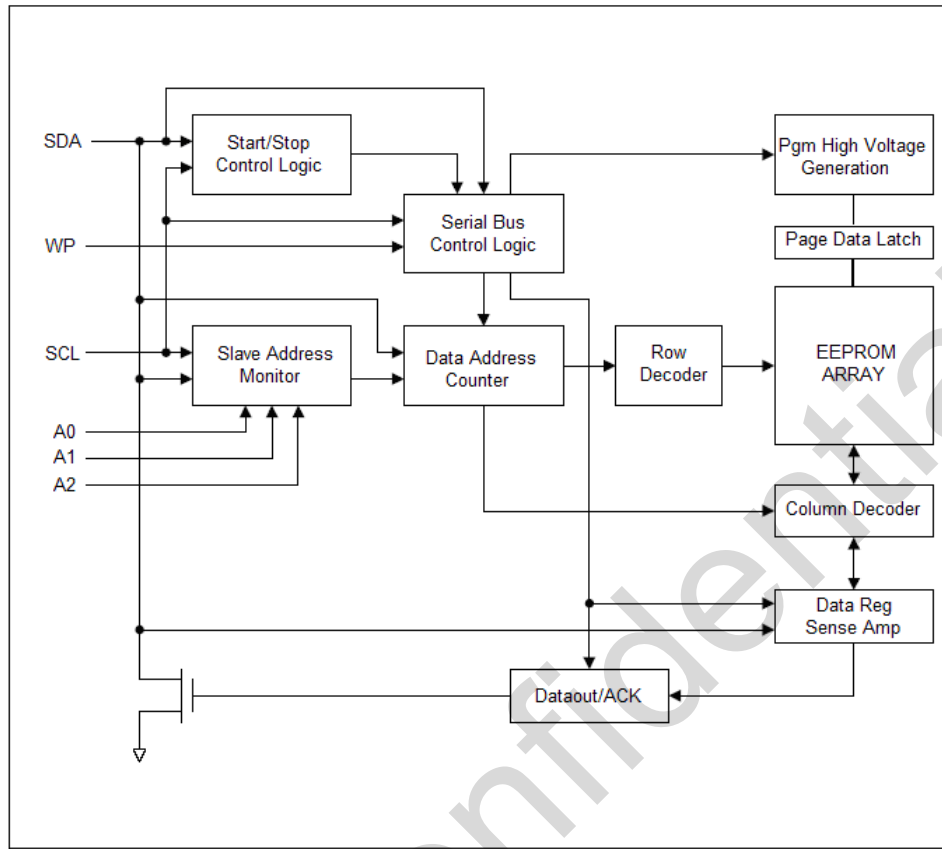 SDA
Start/Stop
Control Logic
Pgm High Voltage
Generation
WP
Serial Bus
Control Logic
Page Data Latch
SCL
Slave Address
Monitor
Data Address
Counter
Row
Decoder
EEPROM
ARRAY
A0
A1
A2
Column Decoder
Data Reg
Sense Amp
Dataout/ACK
onfidentia